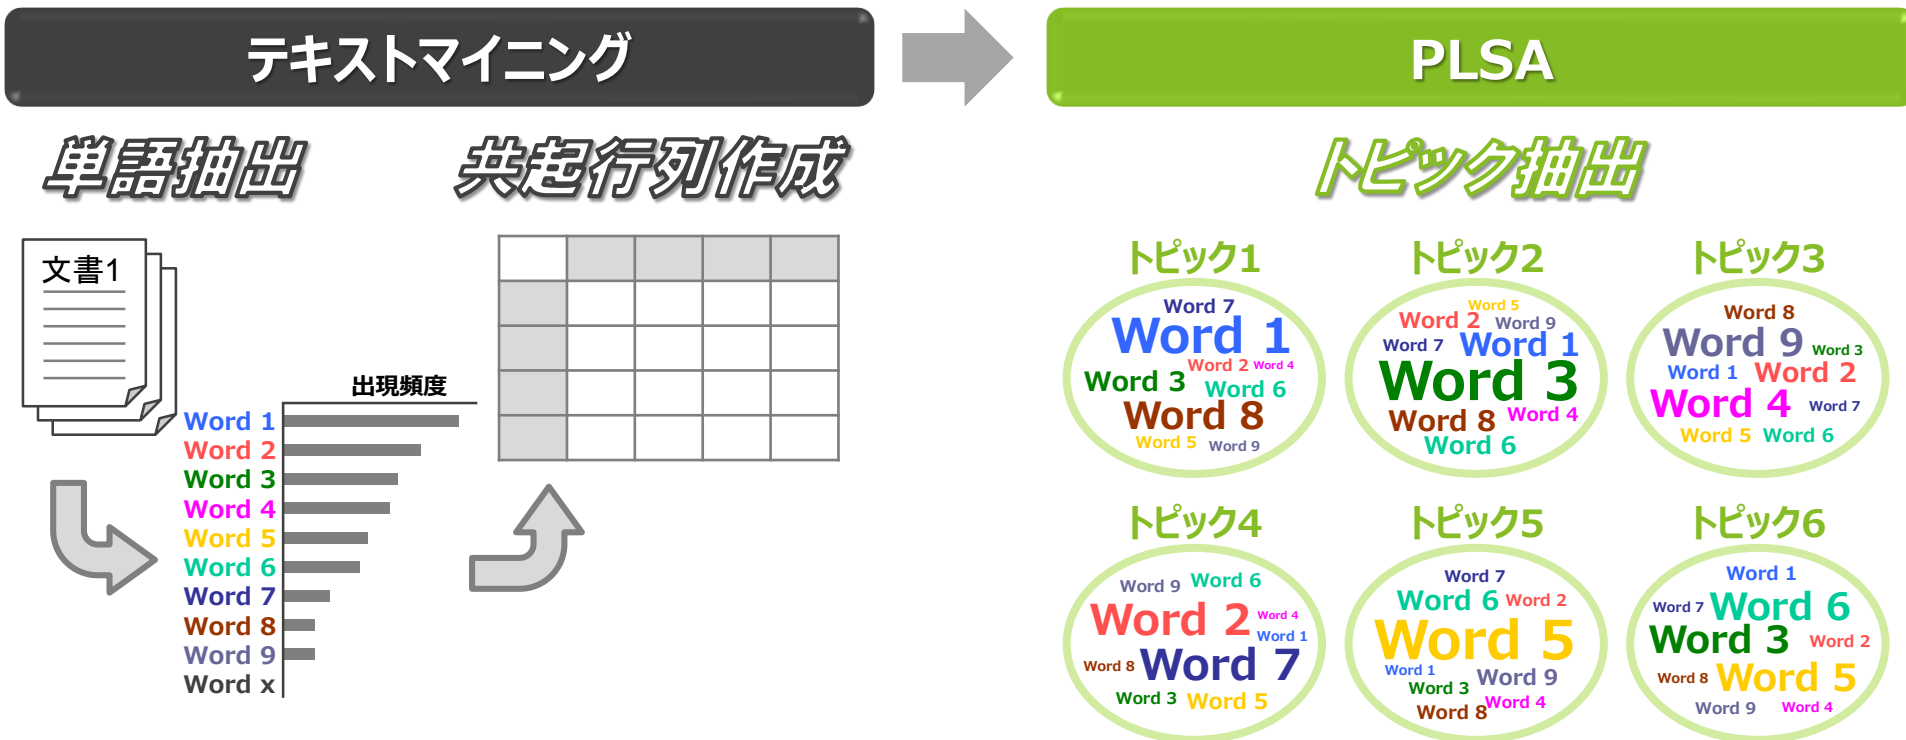 テキストマイニング
PLSA
単語抽出
共起行列作成
トピック抽出
文書1
出現頻度
Word 1
Word 2
Word 3
Word 4
Word 5
Word 6
Word 7
Word 8
Word 9
Word x
トピック1
Word 7
Word 1
Word 2 Word 4
Word 3 Word 6
Word 8
Word 5 Word 9
トピック2
Word 5
Word 2 Word 9
Word 7 Word 1
Word 3
Word 8 Word 4
Word 6
トピック3
Word 8
Word 9 Word 3
Word 1 Word 2
Word 4 Word 7
Word 5 Word 6
トピック4
Word 9 Word 6
Word 2 Word 4
Word 1
Word 8 Word 7
Word 3 Word 5
トピック5
Word 7
Word 6 Word 2
Word 5
Word 1 Word 9
Word 3
Word 8 Word 4
トピック6
Word 1
Word 7 Word 6
Word 3 Word 2
Word 8 Word 5
Word 9 Word 4